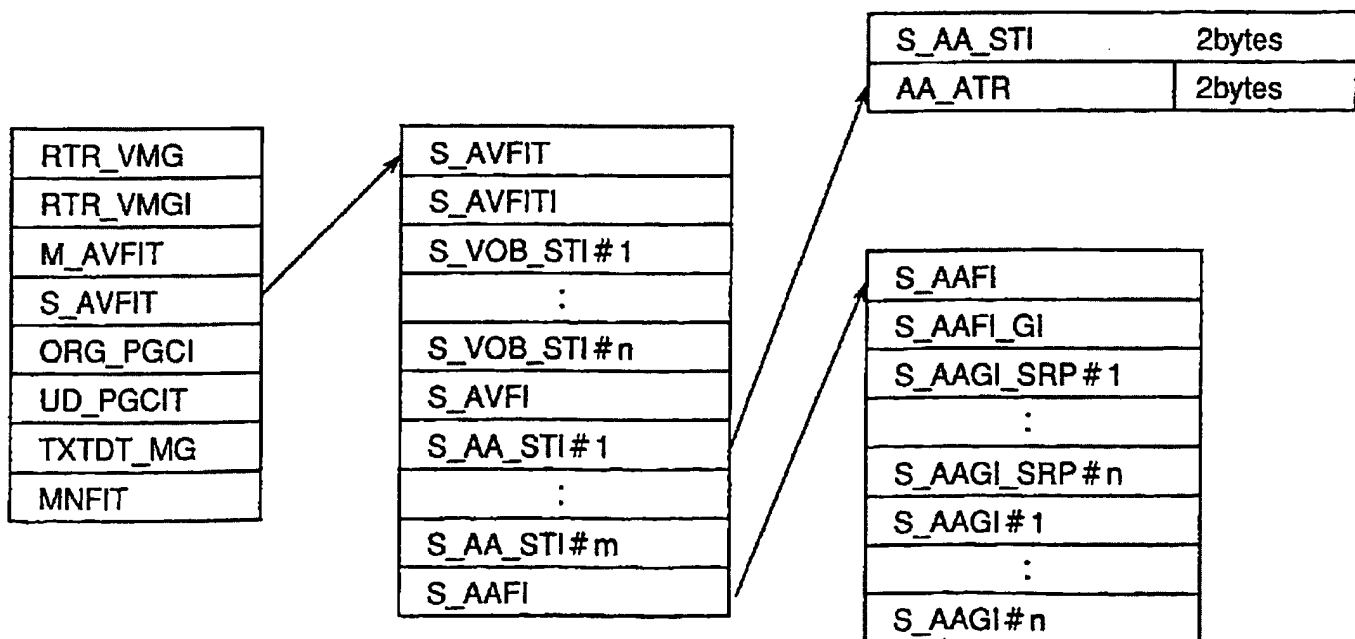 RTR_VMG
RTR_VMGI
M_AVFIT
S_AVFIT
ORG_PGCI
UD_PGCIT
TXTDT_MG
MNFIT
S_AVFIT
S_AVFITI
S_VOB_STI#1
:
S_VOB_STI#n
S_AVFI
S_AA_STI#1
:
S_AA_STI#m
S_AAFI
S_AA_STI 2bytes
AA_ATR 2bytes
S_AAFI
S_AAFI_GI
S_AAGI_SRP#1
:
S_AAGI_SRP#n
S_AAGI#1
:
S_AAGI#n